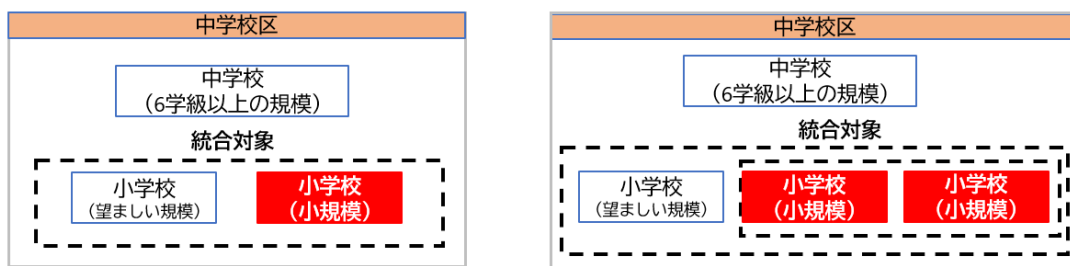 中学校区
中学校
（6学級以上の規模）
統合対象
小学校
（望ましい規模）
小学校
（小規模）
中学校区
中学校
（6学級以上の規模）
統合対象
小学校
（望ましい規模）
小学校
（小規模）
小学校
（小規模）